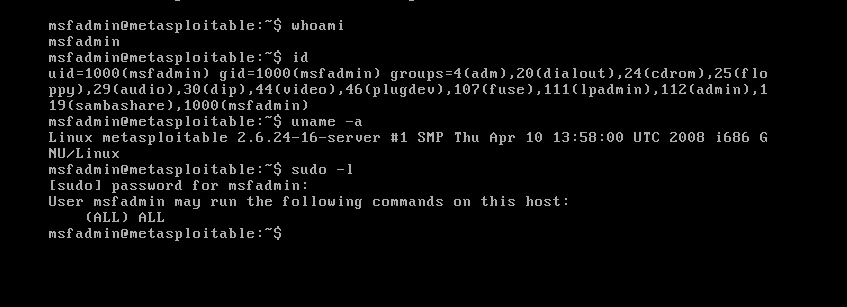 msfadmin@metasploitable:~$ whoami
msfadmin
msfadmin@metasploitable:~$ id
uid=1000(msfadmin) gid=1000(msfadmin) groups=4(adm),20(dialout),24(cdrom),25(flo
ppy),29(audio),30(dip),44(video),46(plugdev),107(fuse),111(lpadmin),112(admin),1
19(sambashare),1000(msfadmin)
msfadmin@metasploitable:~$ uname -a
Linux metasploitable 2.6.24-16-server #1 SMP Thu Apr 10 13:58:00 UTC 2008 i686 G
NU/Linux
msfadmin@metasploitable:~$ sudo -l
[sudo] password for msfadmin:
User msfadmin may run the following commands on this host:
    (ALL) ALL
msfadmin@metasploitable:~$